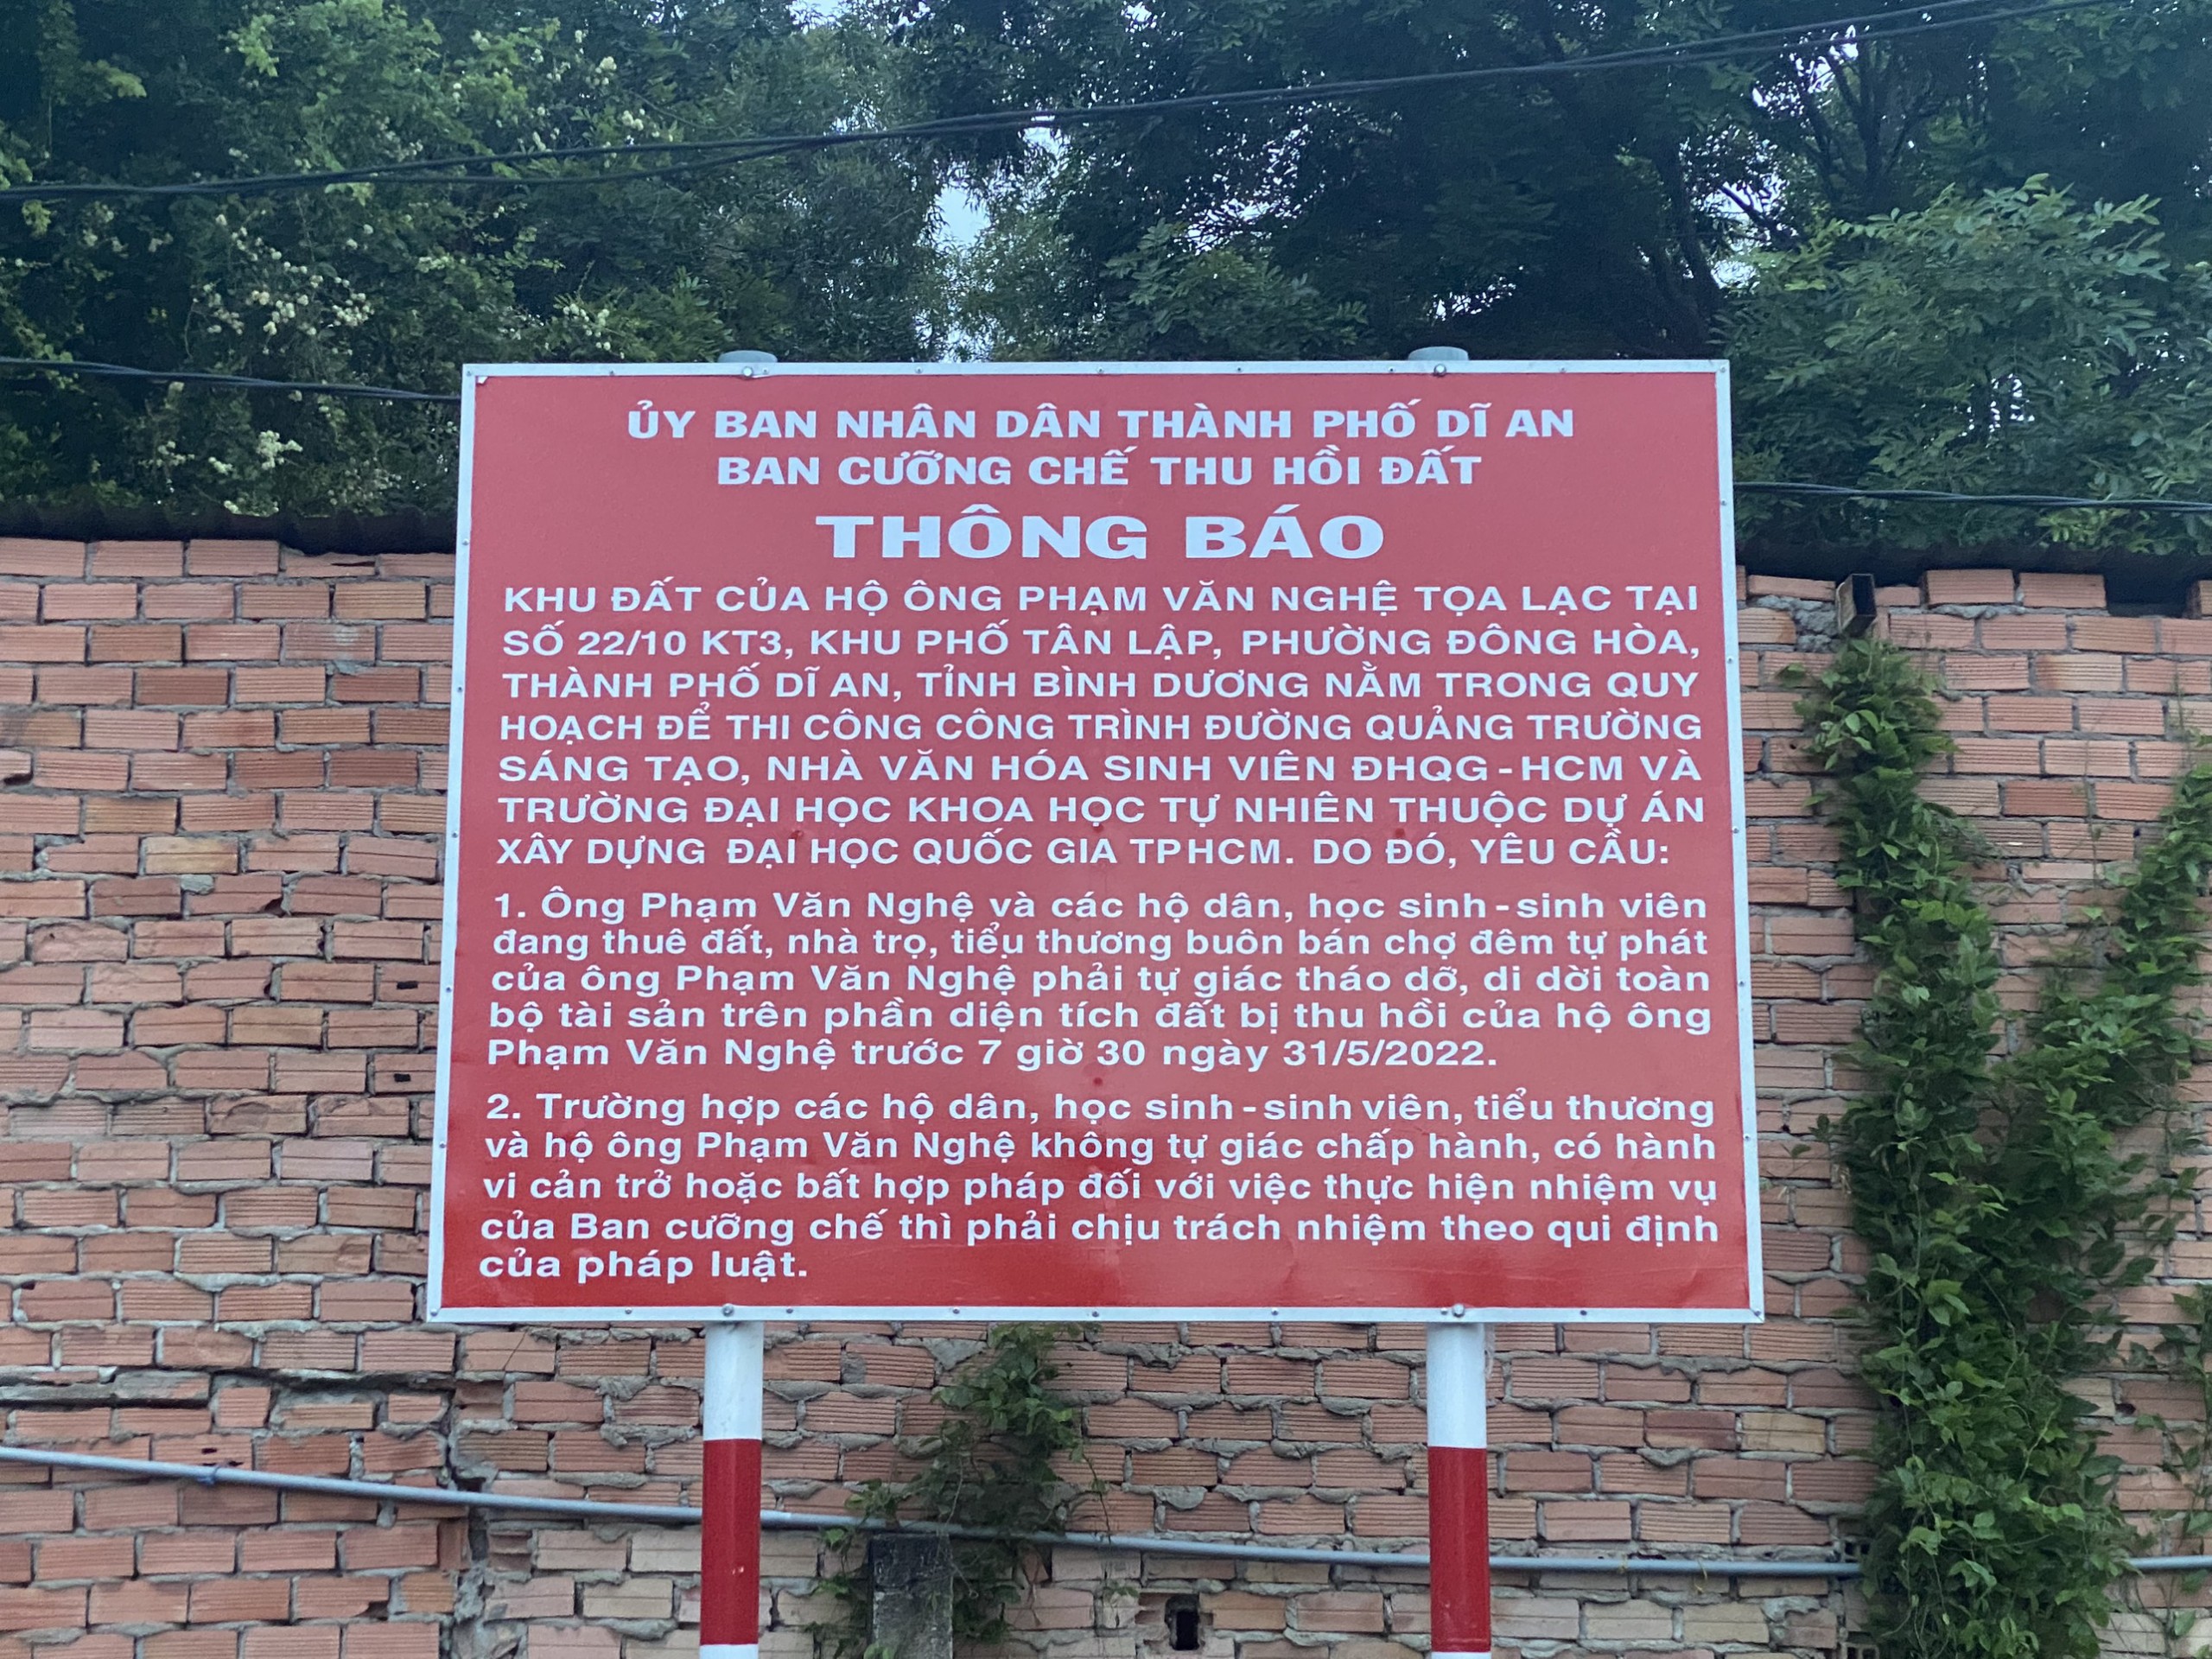 ỦY BAN NHÂN DÂN THÀNH PHỐ DĨ AN
BAN CƯỠNG CHẾ THU HỒI ĐẤT
THÔNG BÁO
KHU ĐẤT CỦA HỘ ÔNG PHẠM VĂN NGHỆ TỌA LẠC TẠI
SỐ 22/10 KT3, KHU PHỐ TÂN LẬP, PHƯỜNG ĐÔNG HÒA,
THÀNH PHỐ DĨ AN, TỈNH BÌNH DƯƠNG NẰM TRONG QUY
HOẠCH ĐỂ THI CÔNG CÔNG TRÌNH ĐƯỜNG QUẢNG TRƯỜNG
SÁNG TẠO, NHÀ VĂN HÓA SINH VIÊN ĐHQG-HCM VÀ
TRƯỜNG ĐẠI HỌC KHOA HỌC TỰ NHIÊN THUỘC DỰ ÁN
XÂY DỰNG ĐẠI HỌC QUỐC GIA TPHCM. DO ĐÓ, YÊU CẦU:
1. Ông Phạm Văn Nghệ và các hộ dân, học sinh-sinh viên
đang thuê đất, nhà trọ, tiểu thương buôn bán chợ đêm tự phát
của ông Phạm Văn Nghệ phải tự giác tháo dỡ, di dời toàn
bộ tài sản trên phần diện tích đất bị thu hồi của hộ ông
Phạm Văn Nghệ trước 7 giờ 30 ngày 31/5/2022.
2. Trường hợp các hộ dân, học sinh-sinh viên, tiểu thương
và hộ ông Phạm Văn Nghệ không tự giác chấp hành, có hành
vi cản trở hoặc bất hợp pháp đối với việc thực hiện nhiệm vụ
của Ban cưỡng chế thì phải chịu trách nhiệm theo qui định
của pháp luật.